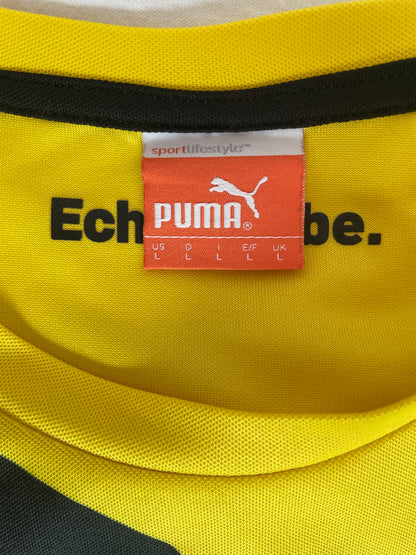 sportlifestyle™
Ech be.
PUMA®
US D I E/F UK
L L L L L